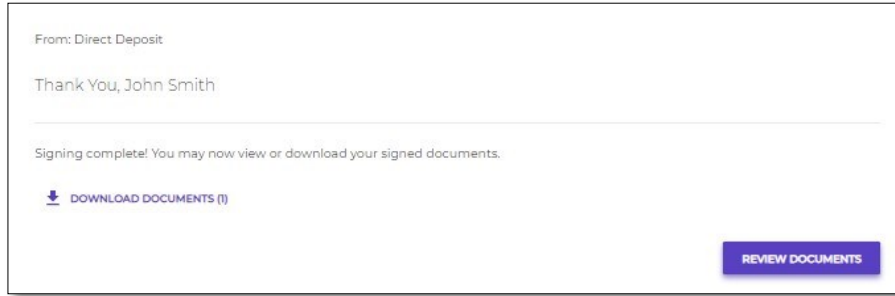 From: Direct Deposit
Thank You, John Smith
Signing complete! You may now view or download your signed documents.
DOWNLOAD DOCUMENTS (1)
REVIEW DOCUMENTS